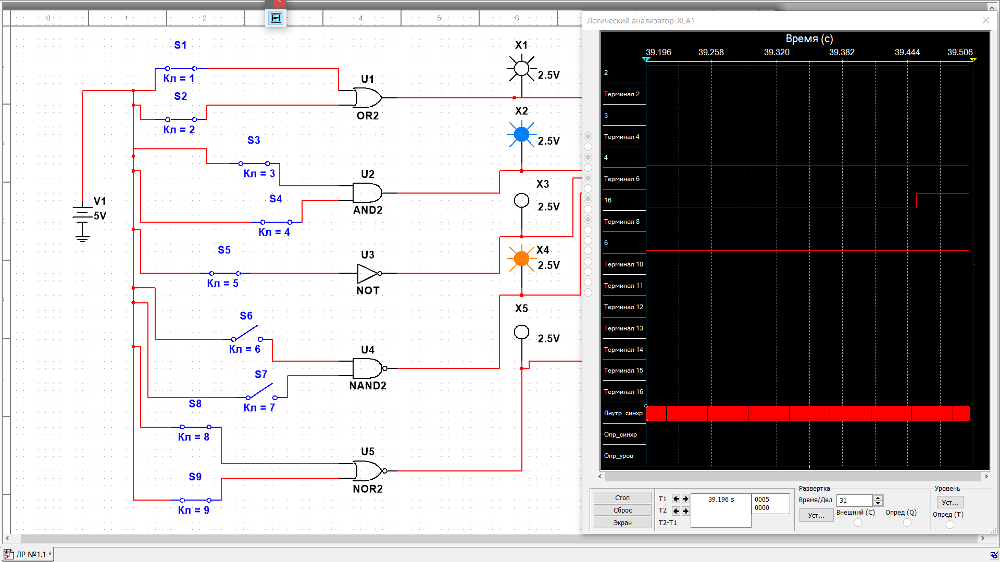 0 1 2 4 5 6
S1
Кл = 1
S2
Кл = 2
S3
Кл = 3
S4
Кл = 4
S5
Кл = 5
S6
Кл = 6
S7
Кл = 7
S8
Кл = 8
S9
Кл = 9
V1
5V
U1
OR2
U2
AND2
U3
NOT
U4
NAND2
U5
NOR2
X1
2.5V
X2
2.5V
X3
2.5V
X4
2.5V
X5
2.5V
Логический анализатор-XLA1
Время (с)
39.196 39.258 39.320 39.382 39.444 39.506
2
Терминал 2
3
Терминал 4
4
Терминал 6
16
Терминал 8
6
Терминал 10
Терминал 11
Терминал 12
Терминал 13
Терминал 14
Терминал 15
Терминал 16
Внутр_синхр
Опр_синхр
Опр_уров
Стоп
Сброс
Экран
T1
T2
T2-T1
39.196 s
0005
0000
Развертка
Время/Дел 31
Уст...
Внешний (C)
Опред (Q)
Уровень
Уст...
Опред (T)
ЛР №1.1 *